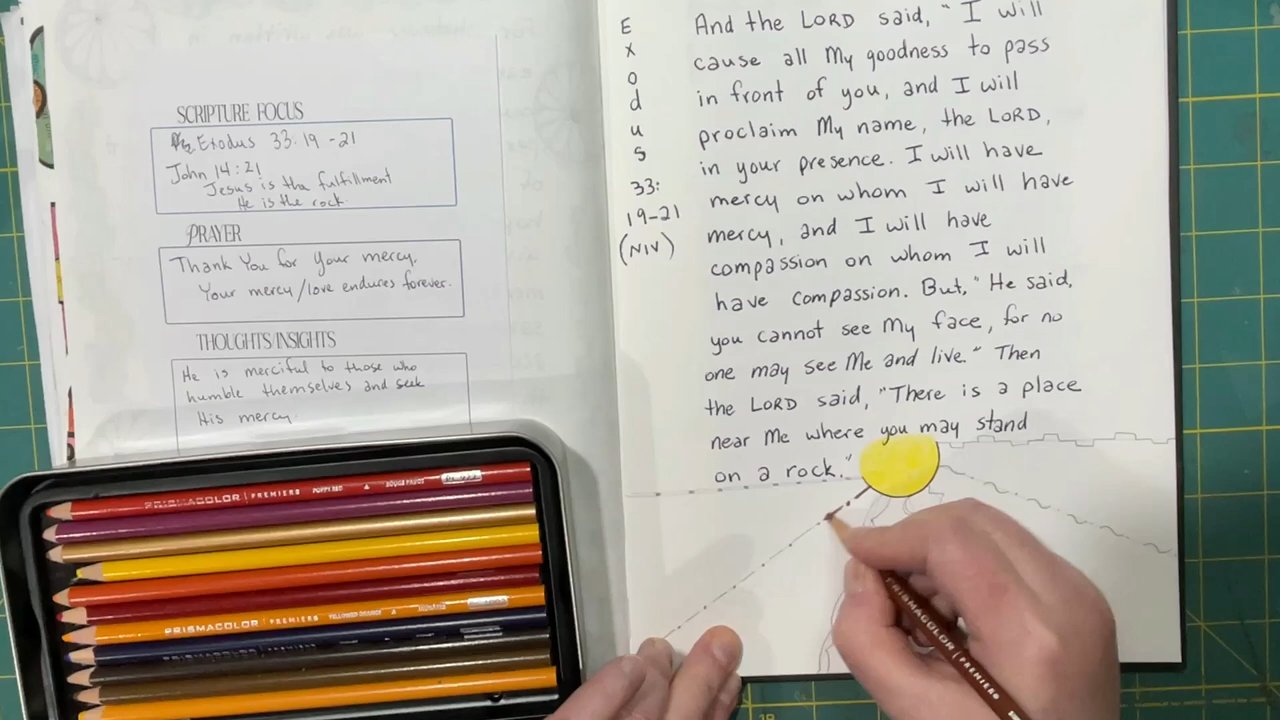 SCRIPTURE FOCUS
Exodus 33:19-21
John 14:21
Jesus is the fulfillment
He is the rock.
PRAYER
Thank You for your mercy.
Your mercy/love endures forever.
THOUGHTS/INSIGHTS
He is merciful to those who
humble themselves and seek
His mercy.
Exodus
33:
19-21
(NIV)
And the LORD said, "I will
cause all My goodness to pass
in front of you, and I will
proclaim My name, the LORD,
in your presence. I will have
mercy on whom I will have
mercy, and I will have
compassion on whom I will
have compassion. But," He said,
you cannot see My face, for no
one may see Me and live." Then
the LORD said, "There is a place
near Me where you may stand
on a rock."
PRISMACOLOR PREMIER POPPY RED
PRISMACOLOR PREMIER YELLOWED ORANGE
PRISMACOLOR PREMIER